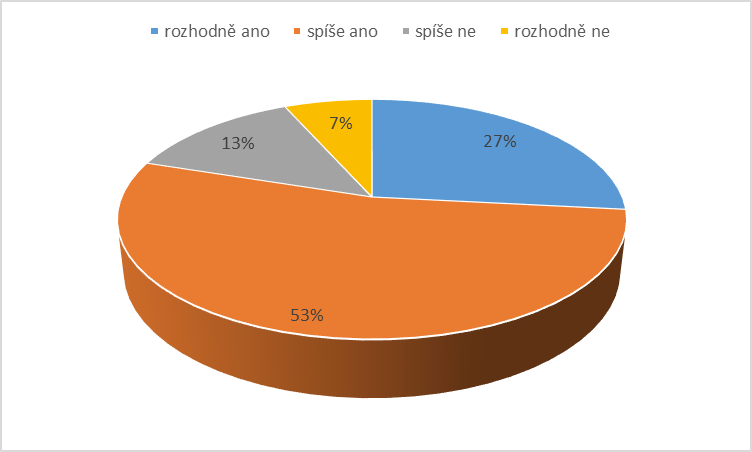 rozhodně ano spíše ano spíše ne rozhodně ne
7%
27%
13%
53%